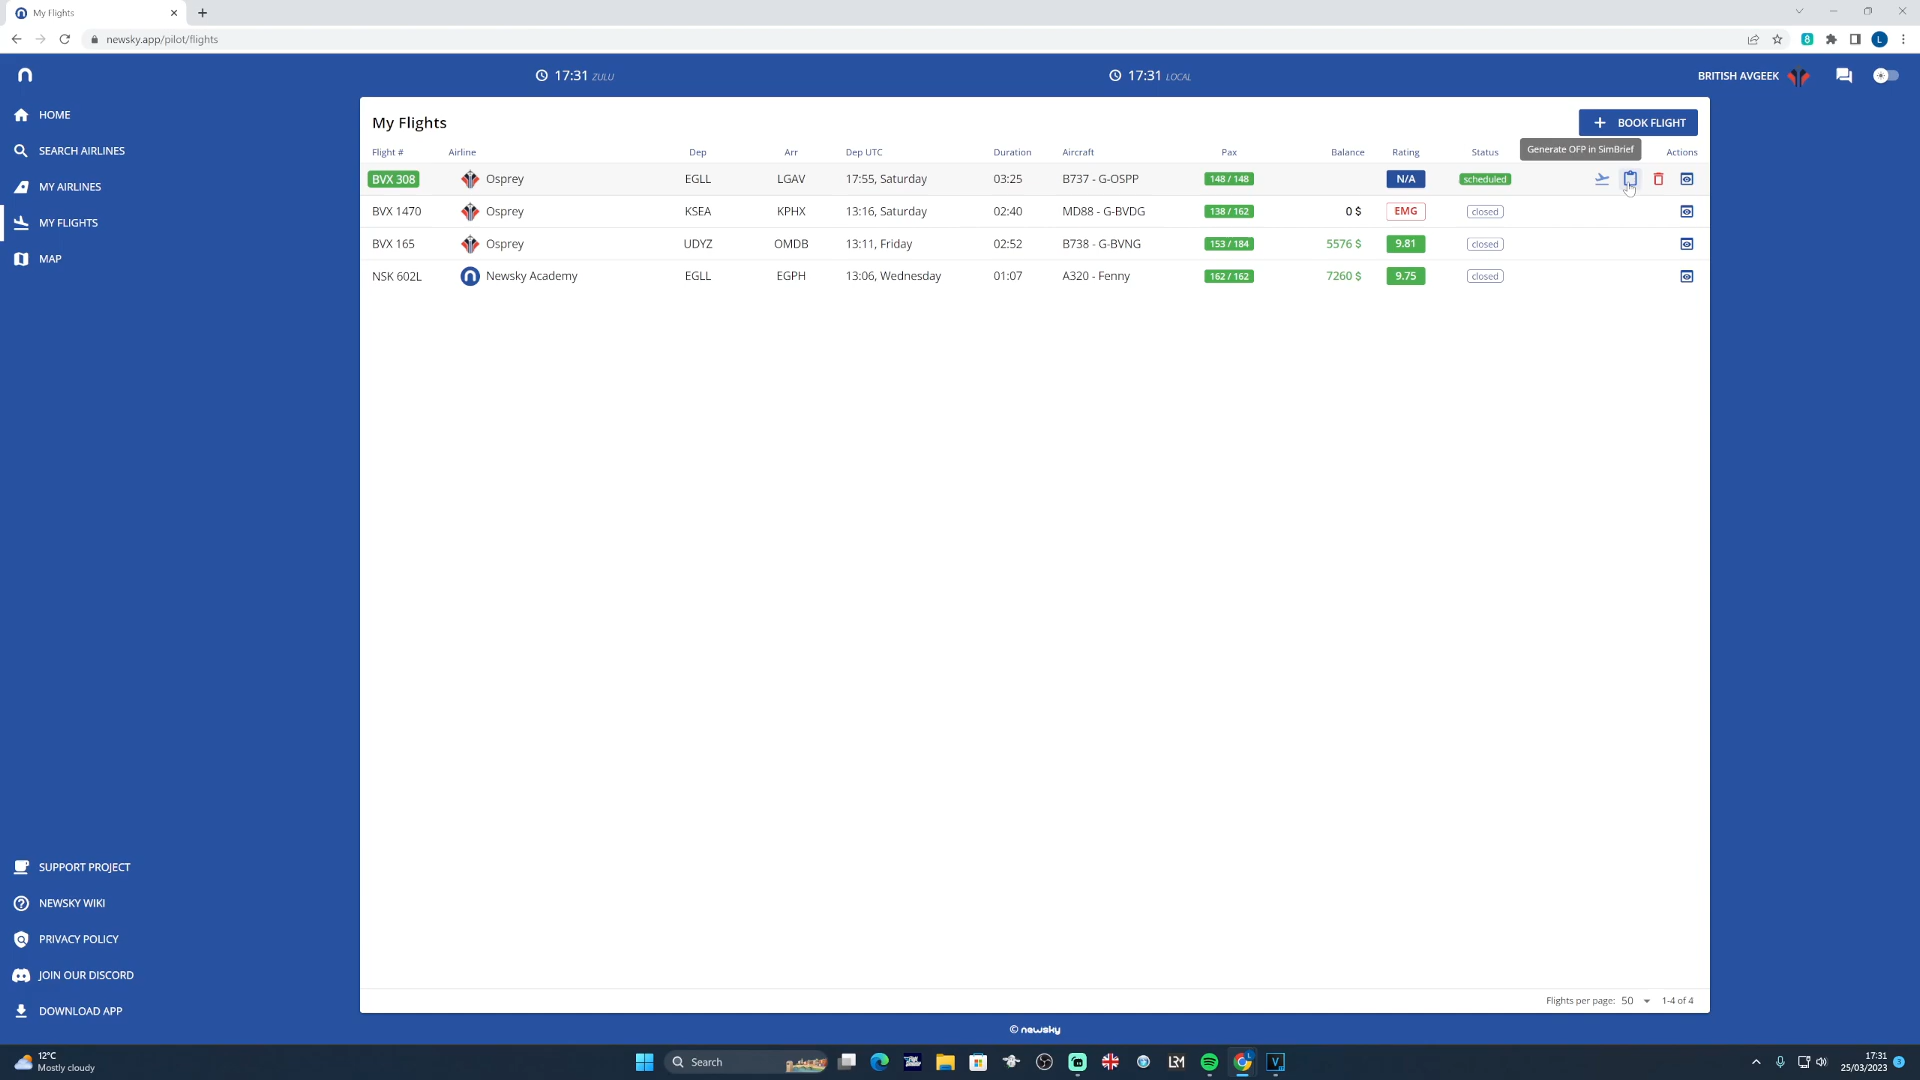 My Flights
newsky.app/pilot/flights
L
17:31 ZULU
17:31 LOCAL
BRITISH AVGEEK
HOME
SEARCH AIRLINES
MY AIRLINES
MY FLIGHTS
MAP
My Flights
BOOK FLIGHT
Generate OFP in SimBrief
Flight # Airline Dep Arr Dep UTC Duration Aircraft Pax Balance Rating Status Actions
BVX 308 Osprey EGLL LGAV 17:55, Saturday 03:25 B737 - G-OSPP 148 / 148 N/A scheduled
BVX 1470 Osprey KSEA KPHX 13:16, Saturday 02:40 MD88 - G-BVDG 138 / 162 0 $ EMG closed
BVX 165 Osprey UDYZ OMDB 13:11, Friday 02:52 B738 - G-BVNG 153 / 184 5576 $ 9.81 closed
NSK 602L Newsky Academy EGLL EGPH 13:06, Wednesday 01:07 A320 - Fenny 162 / 162 7260 $ 9.75 closed
SUPPORT PROJECT
NEWSKY WIKI
PRIVACY POLICY
JOIN OUR DISCORD
DOWNLOAD APP
Flights per page: 50 1-4 of 4
© newsky
12°C
Mostly cloudy
Search
LRM
V
17:31
25/03/2023
3